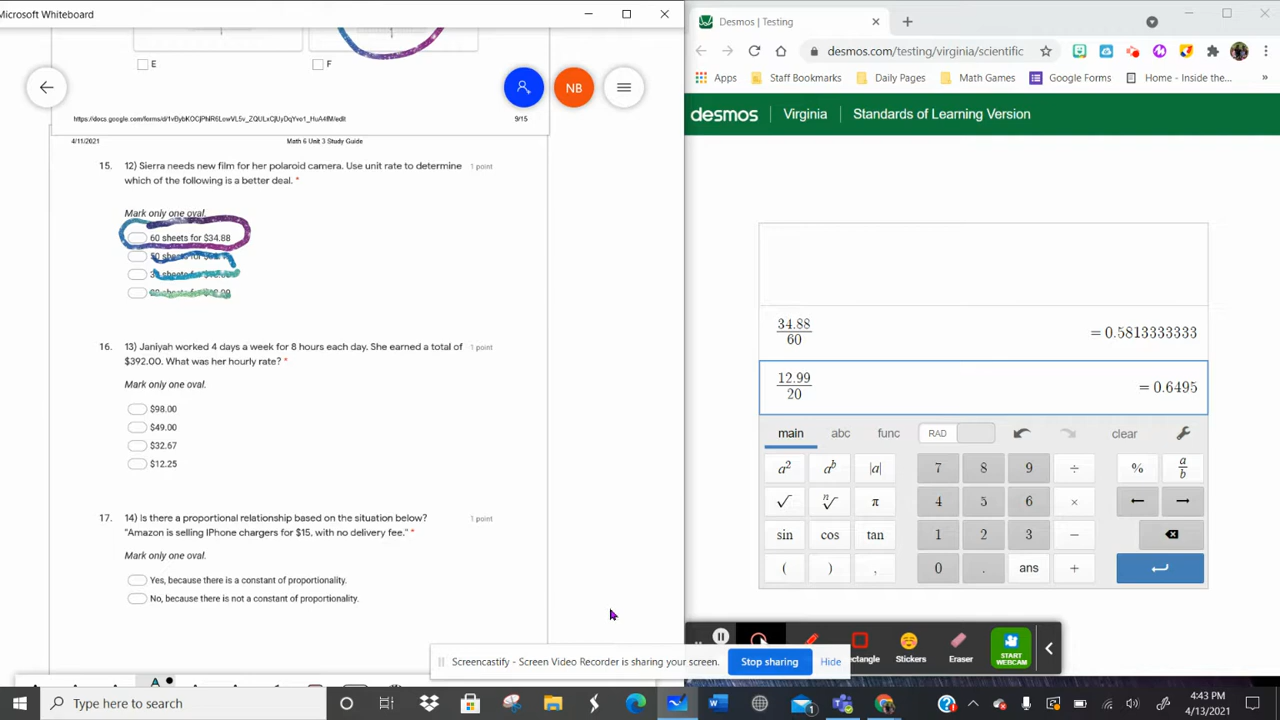 Microsoft Whiteboard
E
F
NB
https://docs.google.com/forms/d/1vBybKOCjPNR6LowVL5v_ZQULxCjUyDqYvo1_HuA4fM/edit
9/15
4/11/2021
Math 6 Unit 3 Study Guide
15. 12) Sierra needs new film for her polaroid camera. Use unit rate to determine 1 point
which of the following is a better deal. *
Mark only one oval.
60 sheets for $34.88
sheets for
sheets for
sheets for
16. 13) Janiyah worked 4 days a week for 8 hours each day. She earned a total of 1 point
$392.00. What was her hourly rate? *
Mark only one oval.
$98.00
$49.00
$32.67
$12.25
17. 14) Is there a proportional relationship based on the situation below? 1 point
"Amazon is selling IPhone chargers for $15, with no delivery fee." *
Mark only one oval.
Yes, because there is a constant of proportionality.
No, because there is not a constant of proportionality.
Desmos | Testing
desmos.com/testing/virginia/scientific
Apps Staff Bookmarks Daily Pages Math Games Google Forms Home - Inside the...
desmos Virginia Standards of Learning Version
34.88
60
= 0.5813333333
12.99
20
= 0.6495
main abc func RAD clear
a² aᵇ |a| 7 8 9 ÷ % a/b
√ ⁿ√ π 4 5 6 × ← →
sin cos tan 1 2 3 −
( ) , 0 . ans +
Screencastify - Screen Video Recorder is sharing your screen. Stop sharing Hide
ectangle Stickers Eraser START
WEBCAM
Type here to search
4:43 PM
4/13/2021